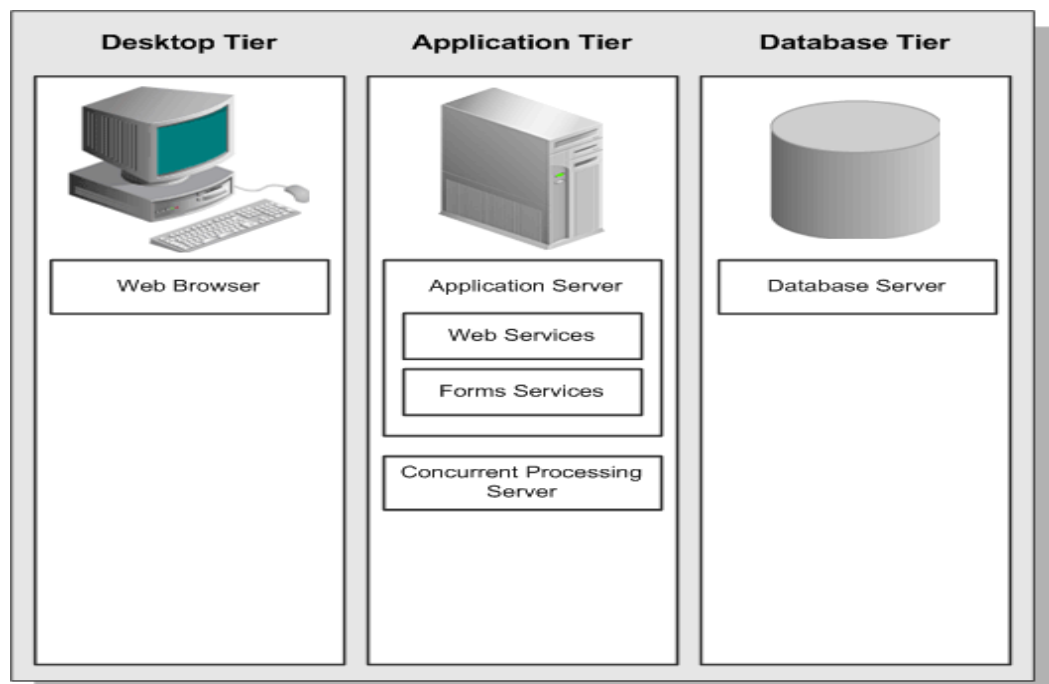 Desktop Tier
Application Tier
Database Tier
Web Browser
Application Server
Web Services
Forms Services
Concurrent Processing
Server
Database Server